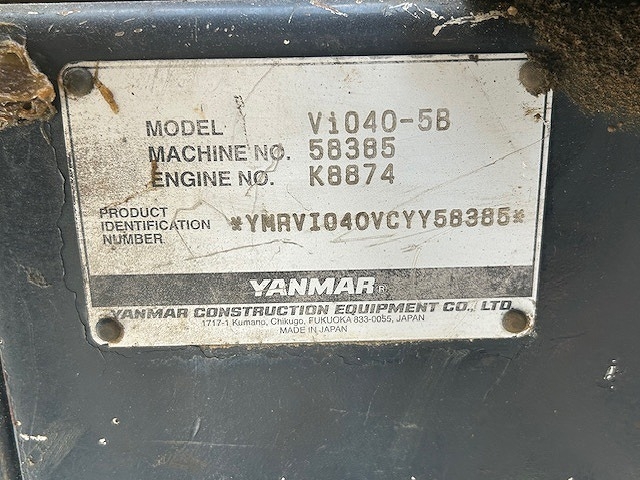 MODEL Vi040-5B
MACHINE NO. 58385
ENGINE NO. K8874
PRODUCT
IDENTIFICATION
NUMBER *YMRVI040VCYY58385*
YANMAR®
YANMAR CONSTRUCTION EQUIPMENT CO., LTD
1717-1 Kumano, Chikugo, FUKUOKA 833-0055, JAPAN
MADE IN JAPAN